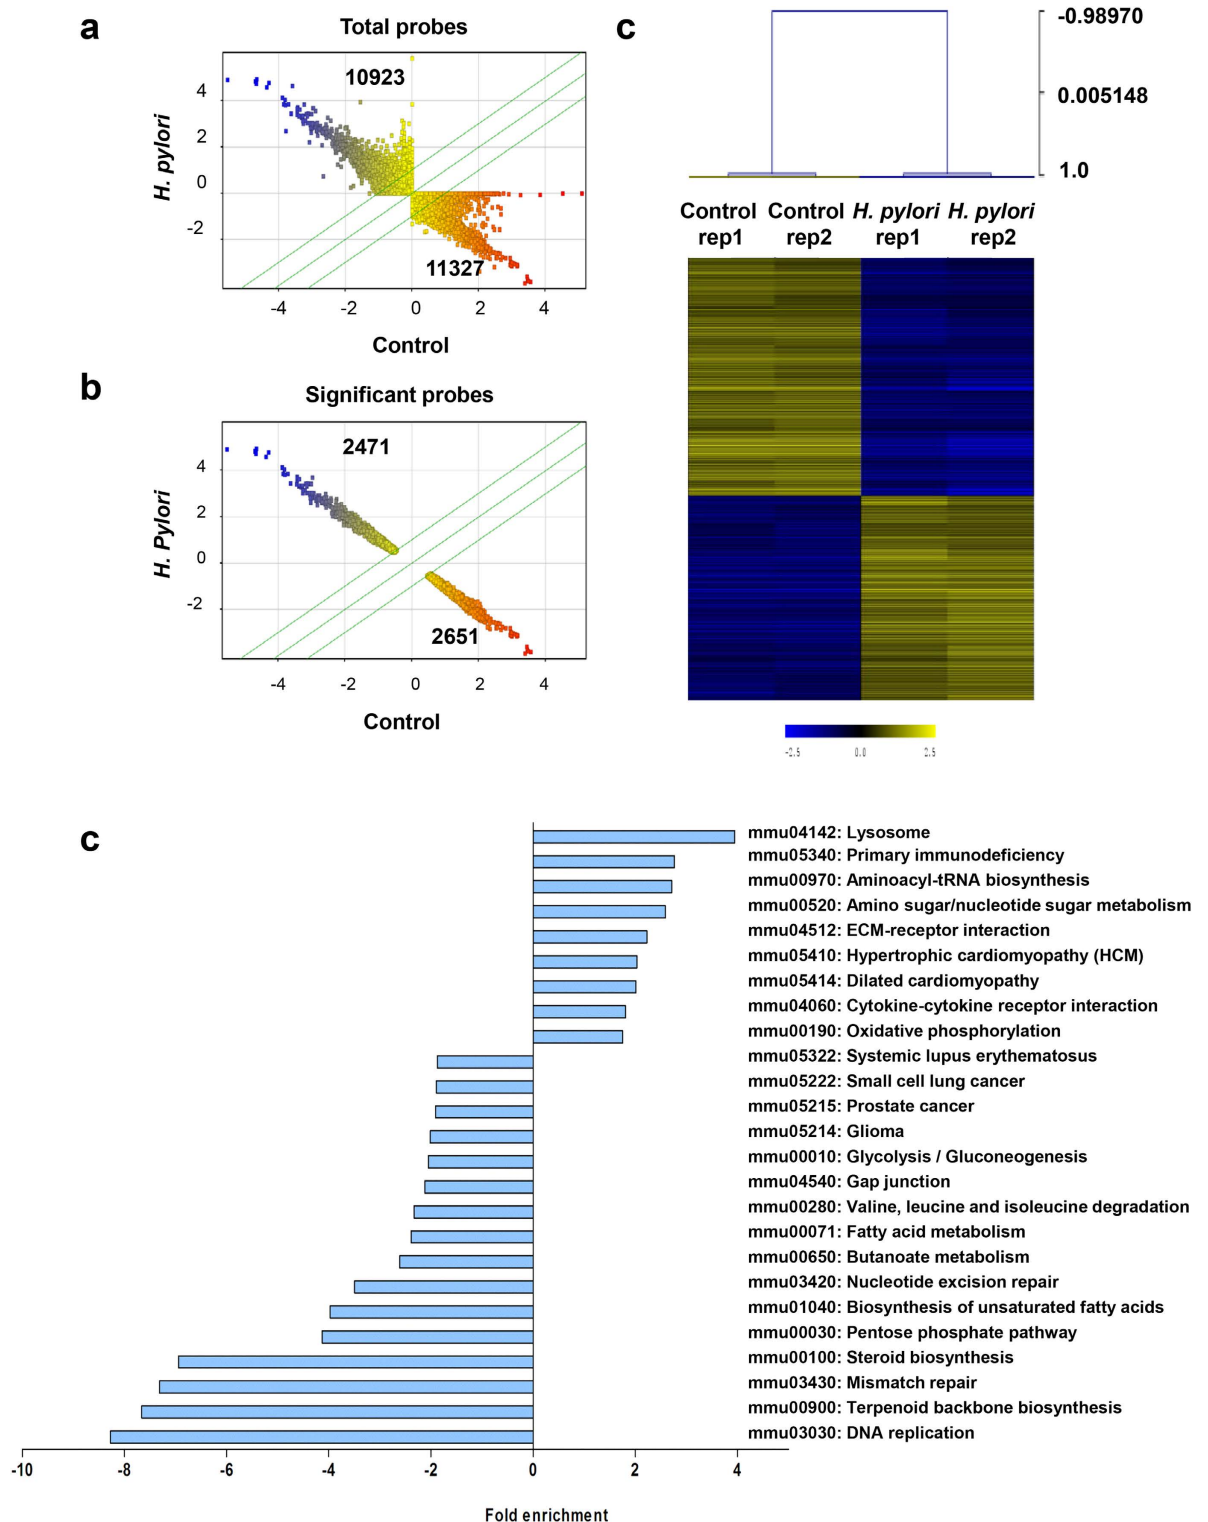 a
Total probes
10923
4
2
0
-2
H. pylori
11327
-4 -2 0 2 4
Control
b
Significant probes
2471
4
2
0
-2
H. Pylori
2651
-4 -2 0 2 4
Control
c
-0.98970
0.005148
1.0
Control Control H. pylori H. pylori
rep1 rep2 rep1 rep2
-2.5 0.0 2.5
c
mmu04142: Lysosome
mmu05340: Primary immunodeficiency
mmu00970: Aminoacyl-tRNA biosynthesis
mmu00520: Amino sugar/nucleotide sugar metabolism
mmu04512: ECM-receptor interaction
mmu05410: Hypertrophic cardiomyopathy (HCM)
mmu05414: Dilated cardiomyopathy
mmu04060: Cytokine-cytokine receptor interaction
mmu00190: Oxidative phosphorylation
mmu05322: Systemic lupus erythematosus
mmu05222: Small cell lung cancer
mmu05215: Prostate cancer
mmu05214: Glioma
mmu00010: Glycolysis / Gluconeogenesis
mmu04540: Gap junction
mmu00280: Valine, leucine and isoleucine degradation
mmu00071: Fatty acid metabolism
mmu00650: Butanoate metabolism
mmu03420: Nucleotide excision repair
mmu01040: Biosynthesis of unsaturated fatty acids
mmu00030: Pentose phosphate pathway
mmu00100: Steroid biosynthesis
mmu03430: Mismatch repair
mmu00900: Terpenoid backbone biosynthesis
mmu03030: DNA replication
-10 -8 -6 -4 -2 0 2 4
Fold enrichment